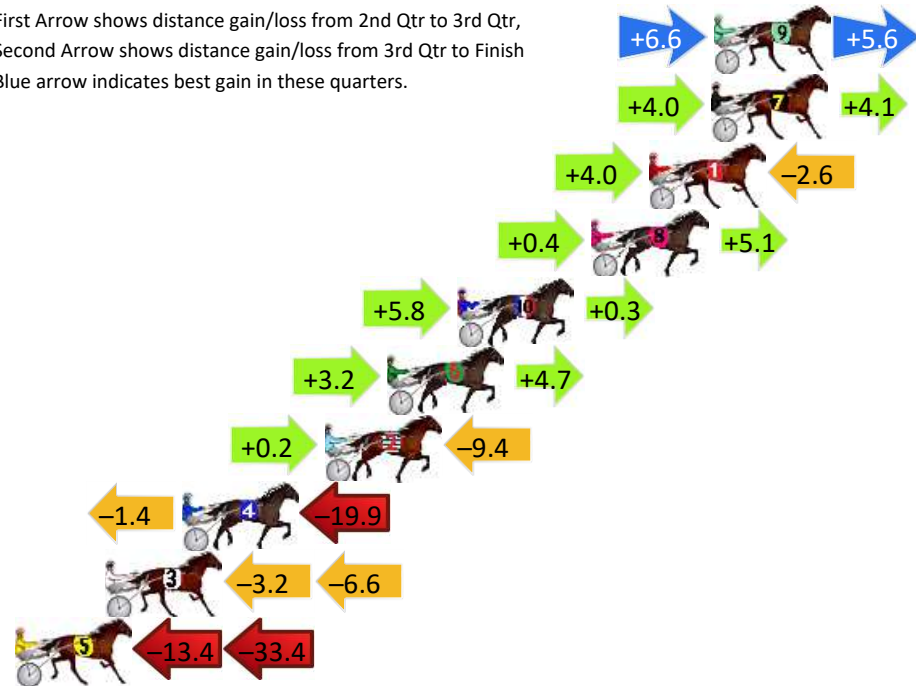 First Arrow shows distance gain/loss from 2nd Qtr to 3rd Qtr,
Second Arrow shows distance gain/loss from 3rd Qtr to Finish
Blue arrow indicates best gain in these quarters.
+6.6 9 +5.6
+4.0 7 +4.1
+4.0 1 –2.6
+0.4 8 +5.1
+5.8 10 +0.3
+3.2 6 +4.7
+0.2 2 –9.4
–1.4 4 –19.9
3 –3.2 –6.6
5 –13.4 –33.4